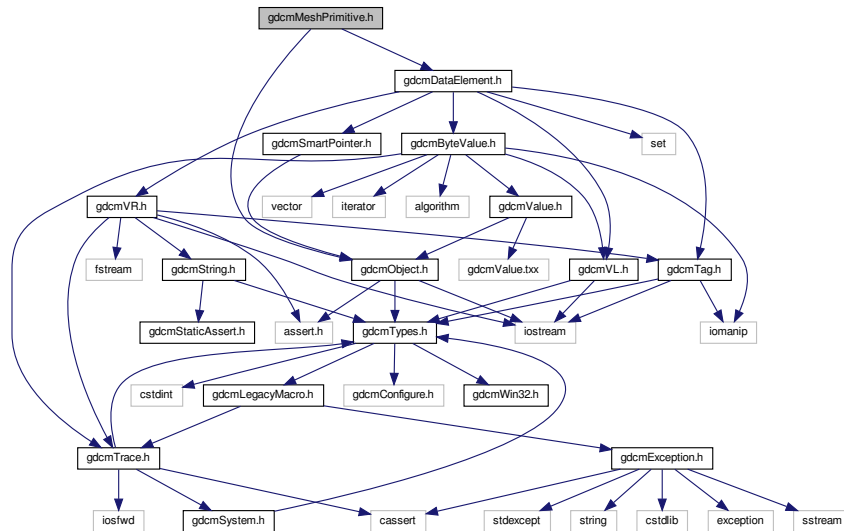 gdcmMeshPrimitive.h
gdcmDataElement.h
gdcmSmartPointer.h
gdcmByteValue.h
set
vector
iterator
algorithm
gdcmValue.h
gdcmVR.h
fstream
gdcmString.h
gdcmObject.h
gdcmValue.txx
gdcmVL.h
gdcmTag.h
gdcmStaticAssert.h
assert.h
gdcmTypes.h
iostream
iomanip
cstdint
gdcmLegacyMacro.h
gdcmConfigure.h
gdcmWin32.h
gdcmTrace.h
gdcmException.h
iosfwd
gdcmSystem.h
cassert
stdexcept
string
cstdlib
exception
sstream